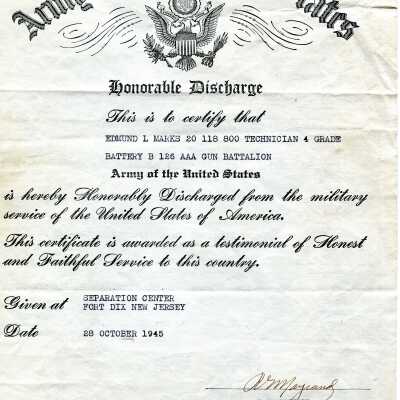 Army
States
Honorable Discharge
This is to certify that
EDMUND L MARKS 20 118 800 TECHNICIAN 4 GRADE
BATTERY B 126 AAA GUN BATTALION
Army of the United States
is hereby Honorably Discharged from the military
service of the United States of America.
This certificate is awarded as a testimonial of Honest
and Faithful Service to this country.
Given at SEPARATION CENTER
FORT DIX NEW JERSEY
Date 28 OCTOBER 1945